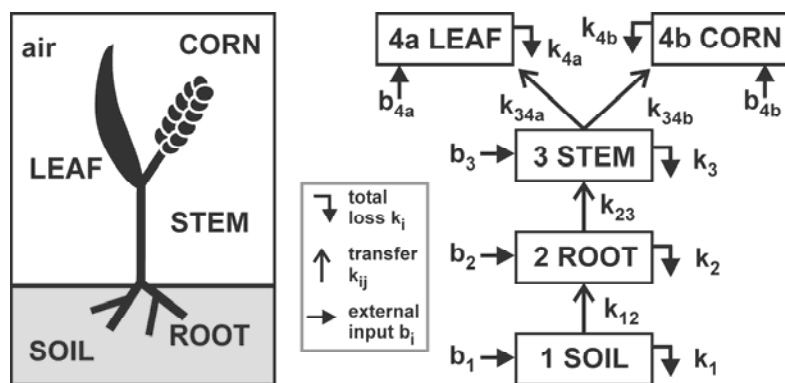 air
CORN
LEAF
STEM
SOIL
ROOT
total
loss kᵢ
transfer
kᵢⱼ
external
input bᵢ
4a LEAF
k₄ₐ
k₄b
4b CORN
b₄ₐ
b₄b
k₃₄ₐ
k₃₄b
b₃
3 STEM
k₃
k₂₃
b₂
2 ROOT
k₂
k₁₂
b₁
1 SOIL
k₁